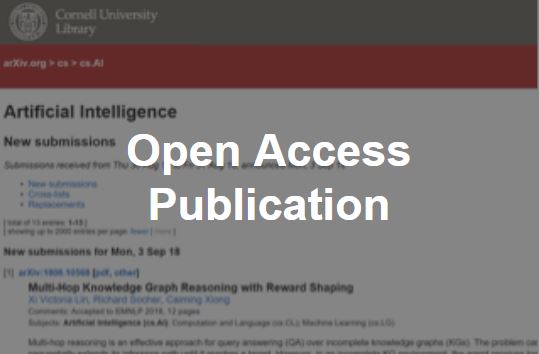 Cornell University
Library
arXiv.org > cs > cs.AI
Artificial Intelligence
New submissions
Submissions received from Thu 30 Aug
Open Access
Publication
• New submissions
• Cross-lists
• Replacements
[ total of 13 entries: 1-13 ]
[ showing up to 2000 entries per page: fewer | more ]
New submissions for Mon, 3 Sep 18
[1] arXiv:1808.10568 [pdf, other]
Multi-Hop Knowledge Graph Reasoning with Reward Shaping
Xi Victoria Lin, Richard Socher, Caiming Xiong
Comments: Accepted to EMNLP 2018, 12 pages
Subjects: Artificial Intelligence (cs.AI); Computation and Language (cs.CL); Machine Learning (cs.LG)
Multi-hop reasoning is an effective approach for query answering (QA) over incomplete knowledge graphs (KGs). The problem can